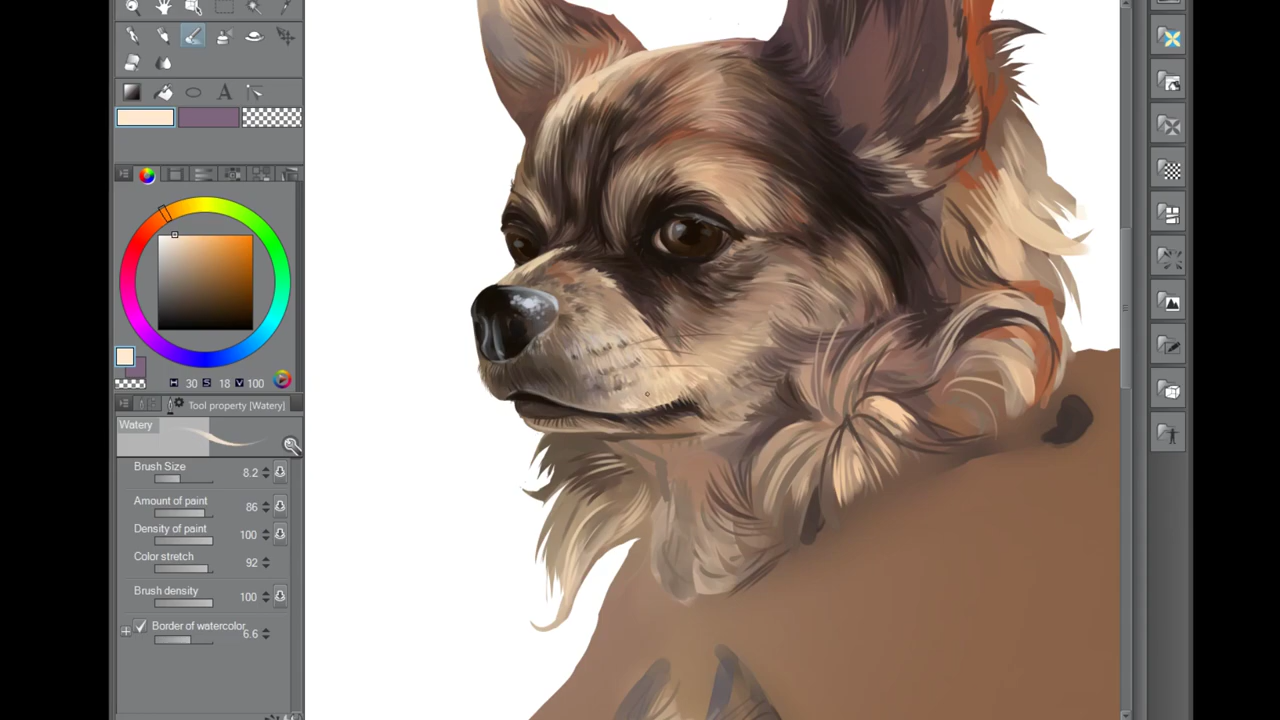 A
H 30 S 18 V 100
Tool property [Watery]
Watery
Brush Size 8.2
Amount of paint 86
Density of paint 100
Color stretch 92
Brush density 100
Border of watercolor 6.6